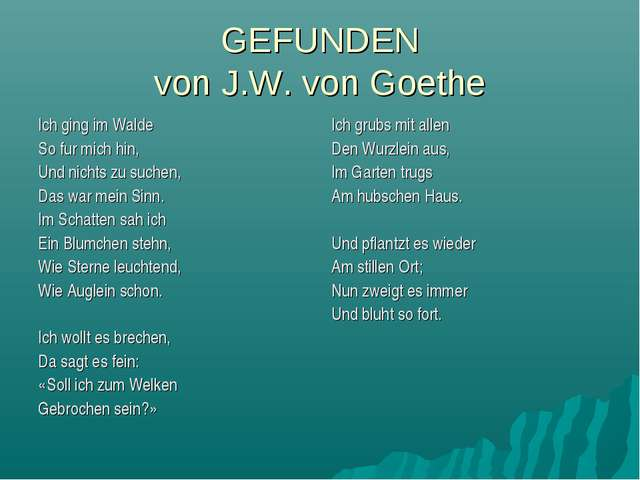 GEFUNDEN
von J.W. von Goethe
Ich ging im Walde
So fur mich hin,
Und nichts zu suchen,
Das war mein Sinn.
Im Schatten sah ich
Ein Blumchen stehn,
Wie Sterne leuchtend,
Wie Auglein schon.
Ich wollt es brechen,
Da sagt es fein:
«Soll ich zum Welken
Gebrochen sein?»
Ich grubs mit allen
Den Wurzlein aus,
Im Garten trugs
Am hubschen Haus.
Und pflantzt es wieder
Am stillen Ort;
Nun zweigt es immer
Und bluht so fort.